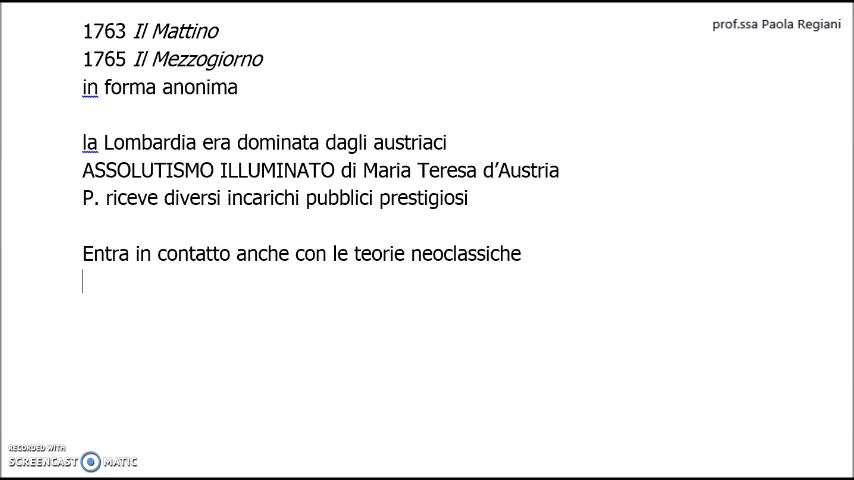 prof.ssa Paola Regiani
1763 Il Mattino
1765 Il Mezzogiorno
in forma anonima
la Lombardia era dominata dagli austriaci
ASSOLUTISMO ILLUMINATO di Maria Teresa d’Austria
P. riceve diversi incarichi pubblici prestigiosi
Entra in contatto anche con le teorie neoclassiche
RECORDED WITH
SCREENCAST MATIC